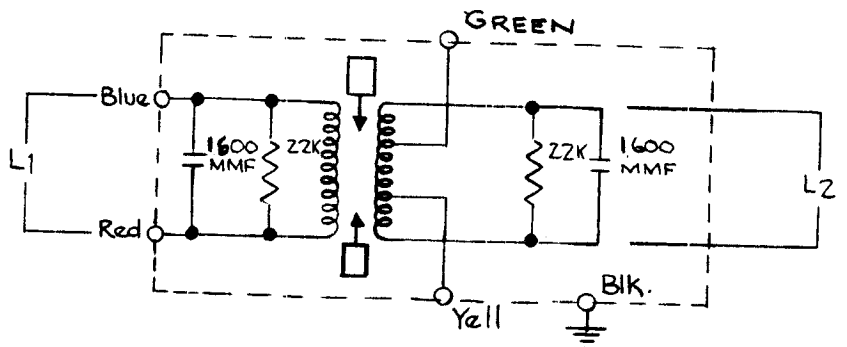 GREEN
Blue
1600
MMF
22K
L1
Red
22K
1600
MMF
L2
Yell
Blk.